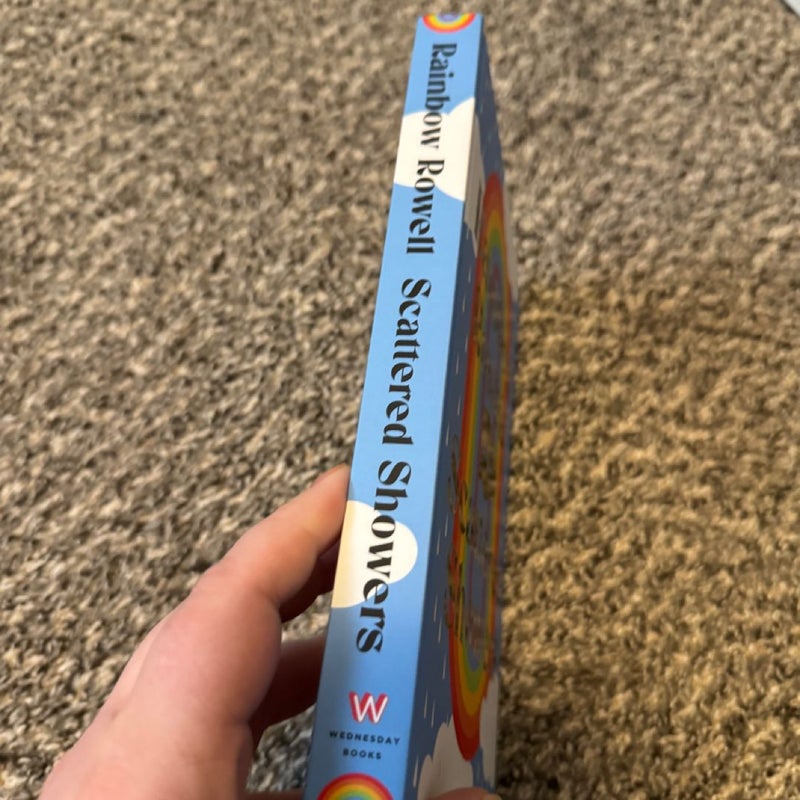 Rainbow Rowell Scattered Showers
W
WEDNESDAY
BOOKS